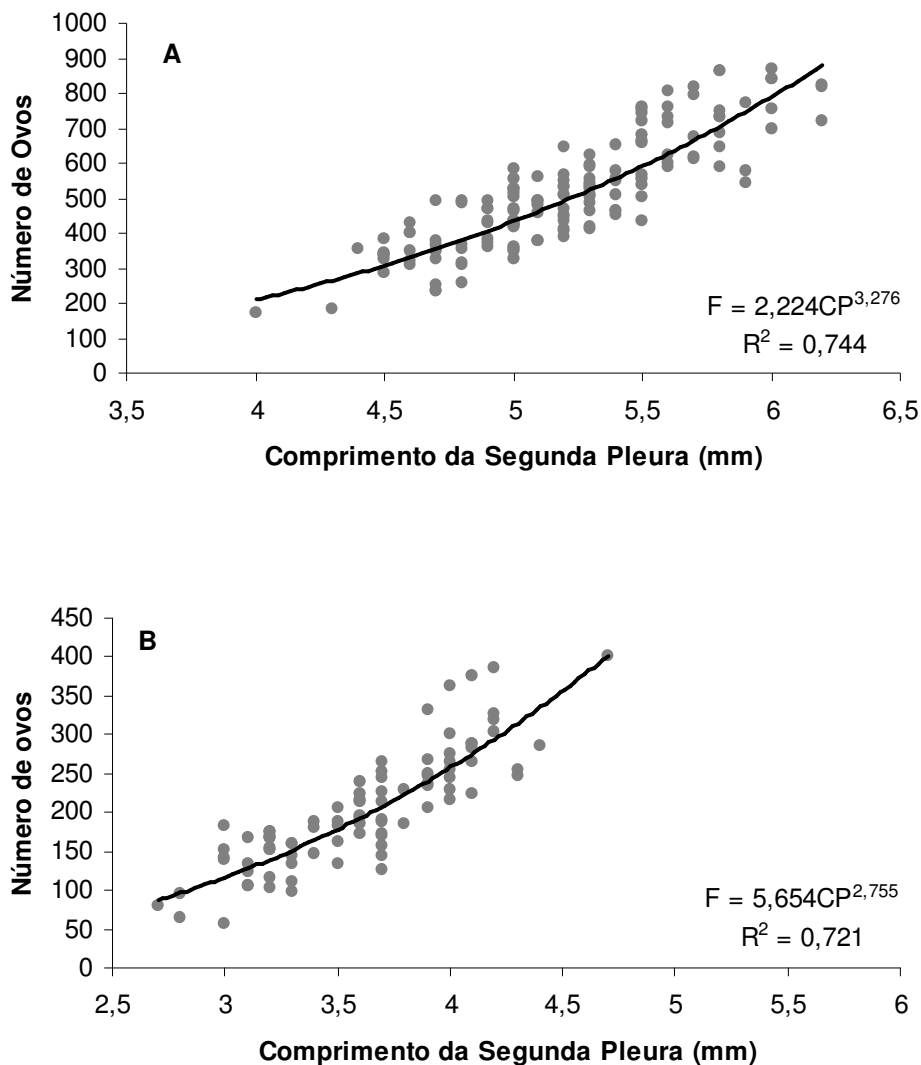 A
1000
900
800
700
600
500
400
300
200
100
0
Número de Ovos
F = 2,224CP^3,276
R² = 0,744
3,5 4 4,5 5 5,5 6 6,5
Comprimento da Segunda Pleura (mm)
B
450
400
350
300
250
200
150
100
50
0
Número de ovos
F = 5,654CP^2,755
R² = 0,721
2,5 3 3,5 4 4,5 5 5,5 6
Comprimento da Segunda Pleura (mm)